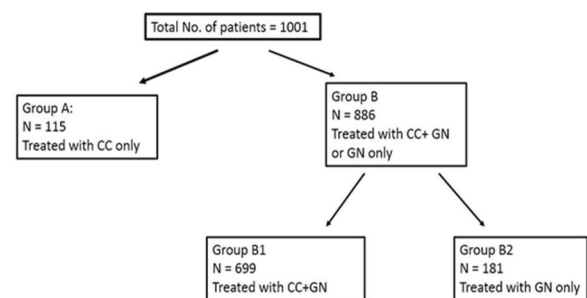 Total No. of patients = 1001
Group A:
N = 115
Treated with CC only
Group B
N = 886
Treated with CC+ GN
or GN only
Group B1
N = 699
Treated with CC+GN
Group B2
N = 181
Treated with GN only